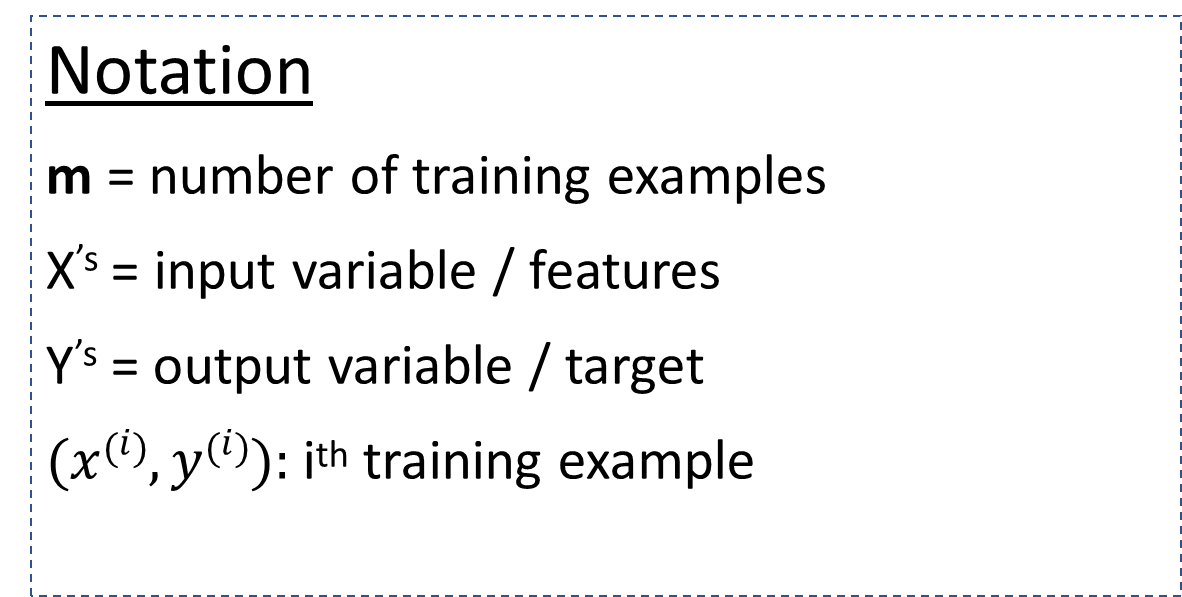 Notation
m = number of training examples
X’s = input variable / features
Y’s = output variable / target
(x⁽ⁱ⁾, y⁽ⁱ⁾): iᵗʰ training example